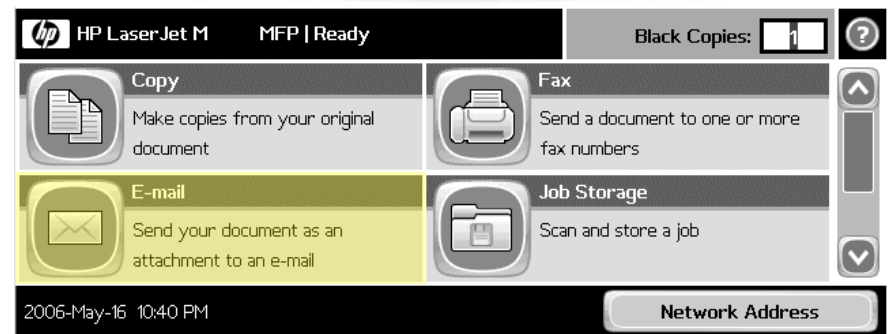 hp HP LaserJet M MFP | Ready
Black Copies: 1 ?
Copy
Make copies from your original
document
Fax
Send a document to one or more
fax numbers
E-mail
Send your document as an
attachment to an e-mail
Job Storage
Scan and store a job
2006-May-16 10:40 PM
Network Address